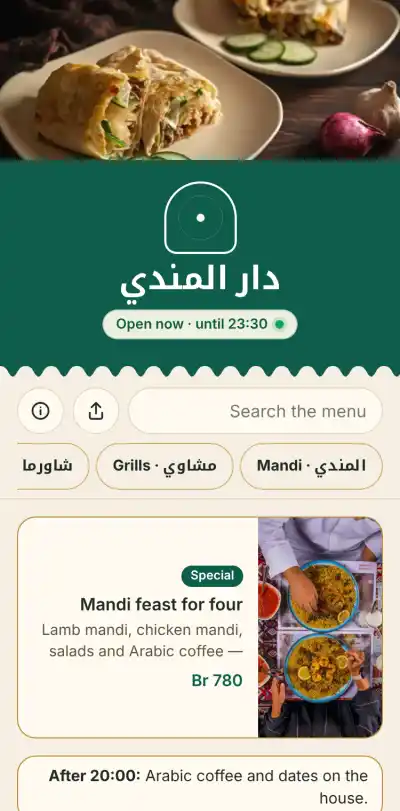 دار المندي
Open now · until 23:30
Search the menu
المندي · Mandi
مشاوي · Grills
شاورما
Special
Mandi feast for four
Lamb mandi, chicken mandi,
salads and Arabic coffee —
Br 780
After 20:00: Arabic coffee and dates on the
house.